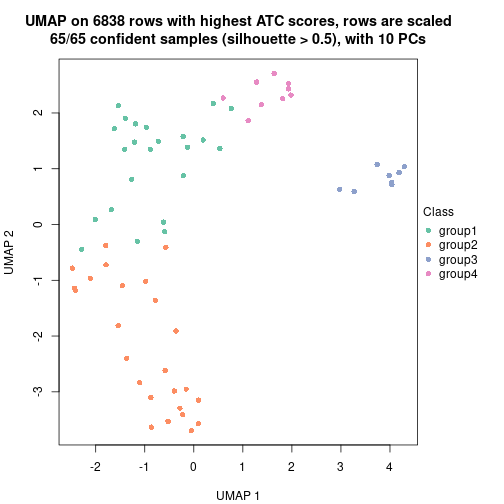 UMAP on 6838 rows with highest ATC scores, rows are scaled
65/65 confident samples (silhouette > 0.5), with 10 PCs
2
1
0
-1
-2
-3
UMAP 2
-2
-1
0
1
2
3
4
UMAP 1
Class
group1
group2
group3
group4